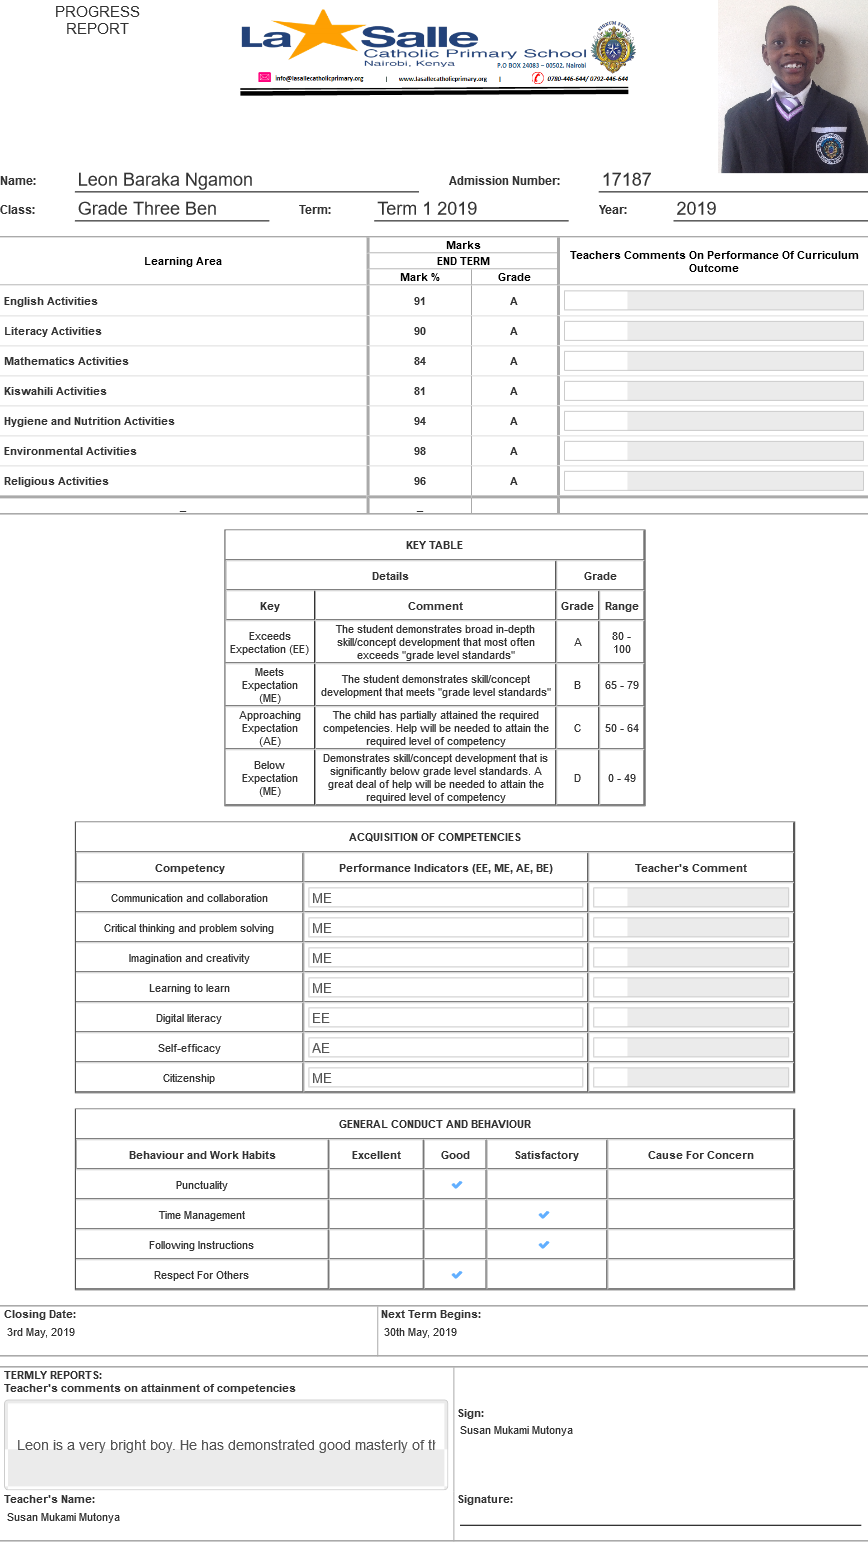 PROGRESS
REPORT
La Salle
Catholic Primary School
Nairobi, Kenya
P.O BOX 24083 – 00502, Nairobi
info@lasallecatholicprimary.org | www.lasallecatholicprimary.org | 0780-446-644/ 0792-446-644
Name: Leon Baraka Ngamon Admission Number: 17187
Class: Grade Three Ben Term: Term 1 2019 Year: 2019
Learning Area Marks Teachers Comments On Performance Of Curriculum Outcome
END TERM
Mark % Grade
English Activities 91 A
Literacy Activities 90 A
Mathematics Activities 84 A
Kiswahili Activities 81 A
Hygiene and Nutrition Activities 94 A
Environmental Activities 98 A
Religious Activities 96 A
_ _
KEY TABLE
Details Grade
Key Comment Grade Range
Exceeds Expectation (EE) The student demonstrates broad in-depth skill/concept development that most often exceeds "grade level standards" A 80 - 100
Meets Expectation (ME) The student demonstrates skill/concept development that meets "grade level standards" B 65 - 79
Approaching Expectation (AE) The child has partially attained the required competencies. Help will be needed to attain the required level of competency C 50 - 64
Below Expectation (ME) Demonstrates skill/concept development that is significantly below grade level standards. A great deal of help will be needed to attain the required level of competency D 0 - 49
ACQUISITION OF COMPETENCIES
Competency Performance Indicators (EE, ME, AE, BE) Teacher's Comment
Communication and collaboration ME
Critical thinking and problem solving ME
Imagination and creativity ME
Learning to learn ME
Digital literacy EE
Self-efficacy AE
Citizenship ME
GENERAL CONDUCT AND BEHAVIOUR
Behaviour and Work Habits Excellent Good Satisfactory Cause For Concern
Punctuality
Time Management
Following Instructions
Respect For Others
Closing Date: Next Term Begins:
3rd May, 2019 30th May, 2019
TERMLY REPORTS:
Teacher's comments on attainment of competencies
Leon is a very bright boy. He has demonstrated good masterly of
Sign:
Susan Mukami Mutonya
Teacher's Name: Signature:
Susan Mukami Mutonya